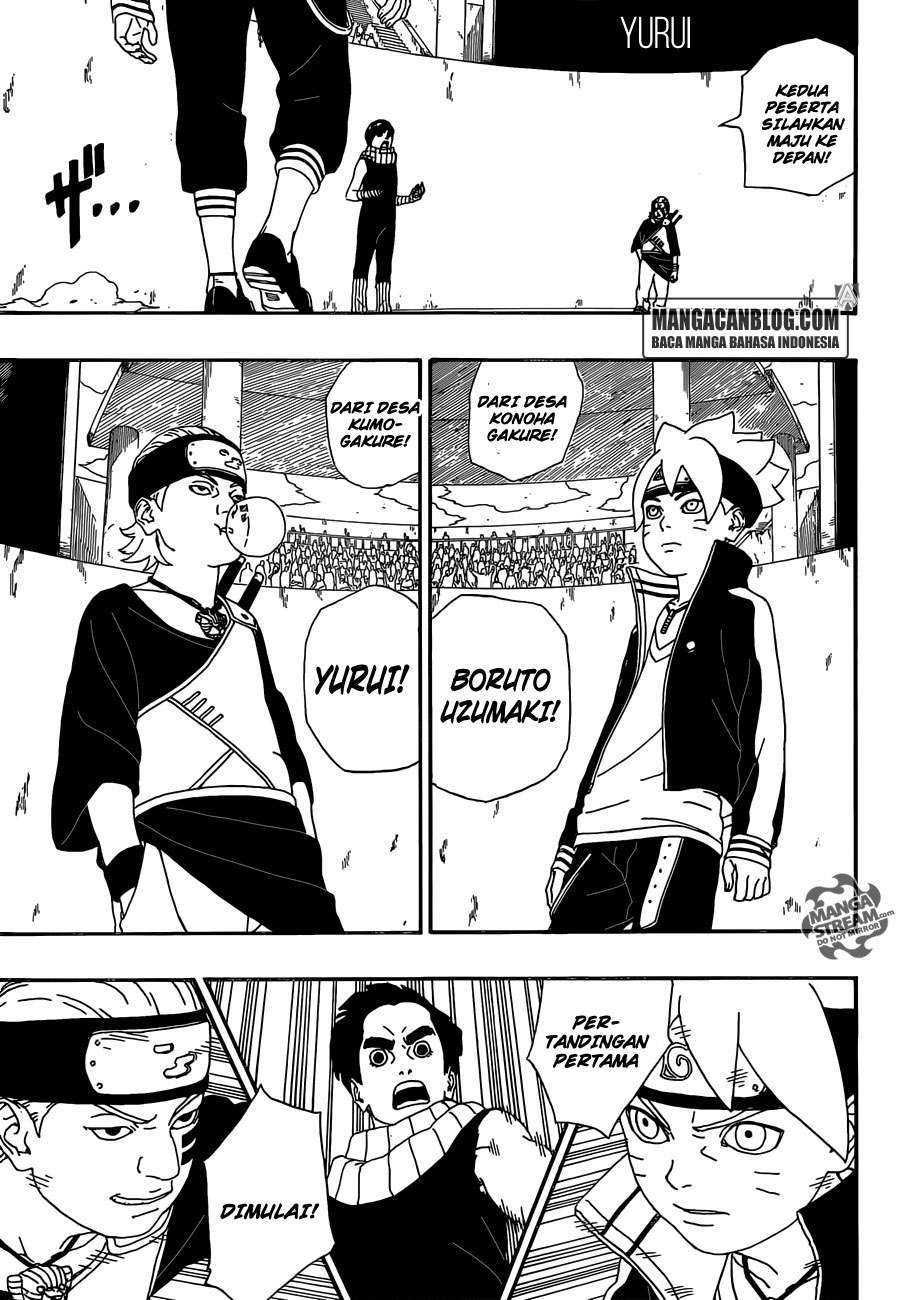 YURUI
KEDUA
PESERTA
SILAHKAN
MAJU KE
DEPAN!
ザ...
MANGACANBLOG.COM
BACA MANGA BAHASA INDONESIA
DARI DESA
KONOHA
GAKURE!
BORUTO
UZUMAKI!
DARI DESA
KUMO-
GAKURE!
YURUI!
MANGA
STREAM.com
DO NOT MIRROR
PER-
TANDINGAN
PERTAMA
DIMULAI!